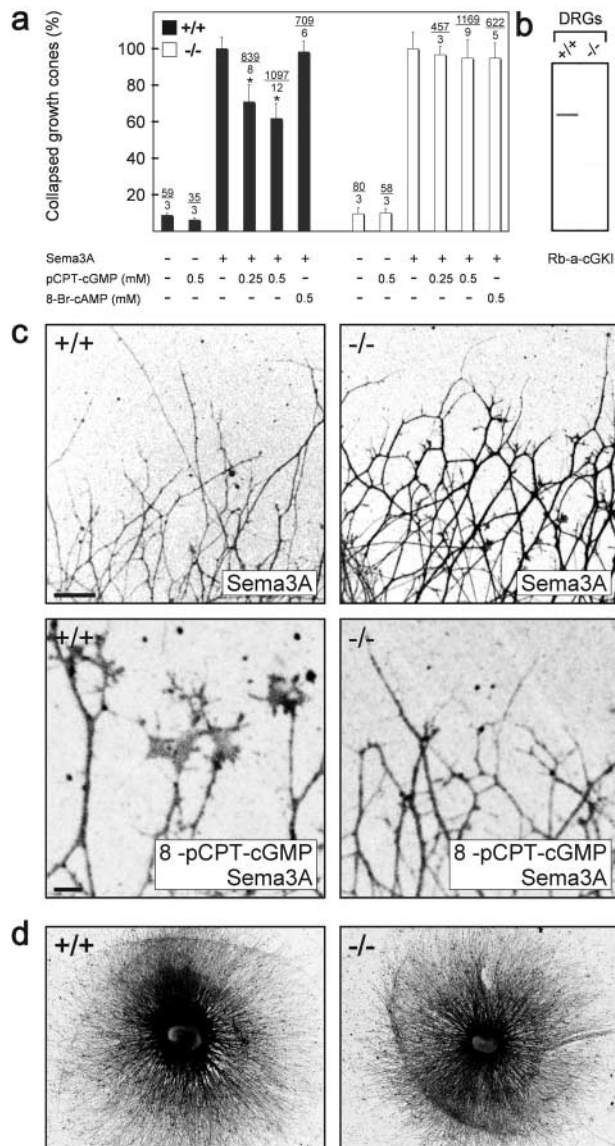 a
+/+
-/-
Collapsed growth cones (%)
100
80
60
40
20
59
3
35
3
839
8
*
1097
12
*
709
6
80
3
58
3
457
3
1169
9
622
5
Sema3A - - + + + + - - + + + +
pCPT-cGMP (mM) - 0.5 - 0.25 0.5 - - 0.5 - 0.25 0.5 -
8-Br-cAMP (mM) - - - - - 0.5 - - - - - 0.5
b
DRGs
+/+ -/-
Rb-a-cGKI
c
+/+
Sema3A
-/-
Sema3A
+/+
8 -pCPT-cGMP
Sema3A
-/-
8 -pCPT-cGMP
Sema3A
d
+/+
-/-